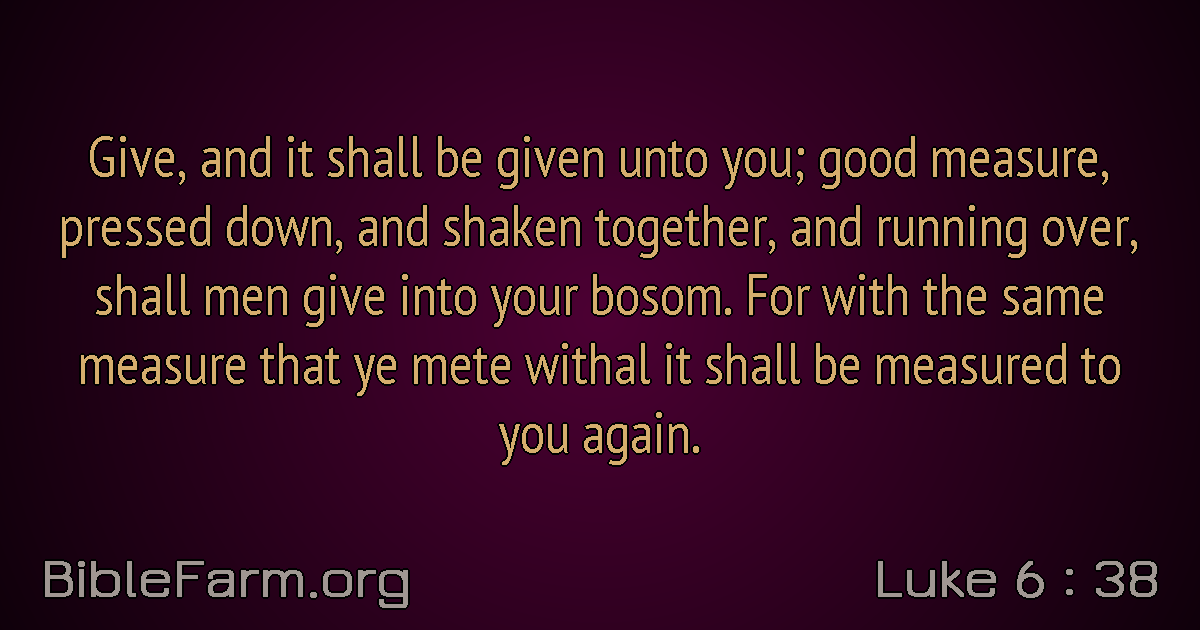 Give, and it shall be given unto you; good measure,
pressed down, and shaken together, and running over,
shall men give into your bosom. For with the same
measure that ye mete withal it shall be measured to
you again.
BibleFarm.org
Luke 6 : 38